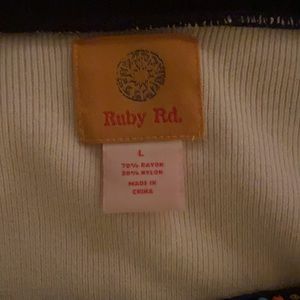 Ruby Rd.
L
70% RAYON
30% NYLON
MADE IN
CHINA